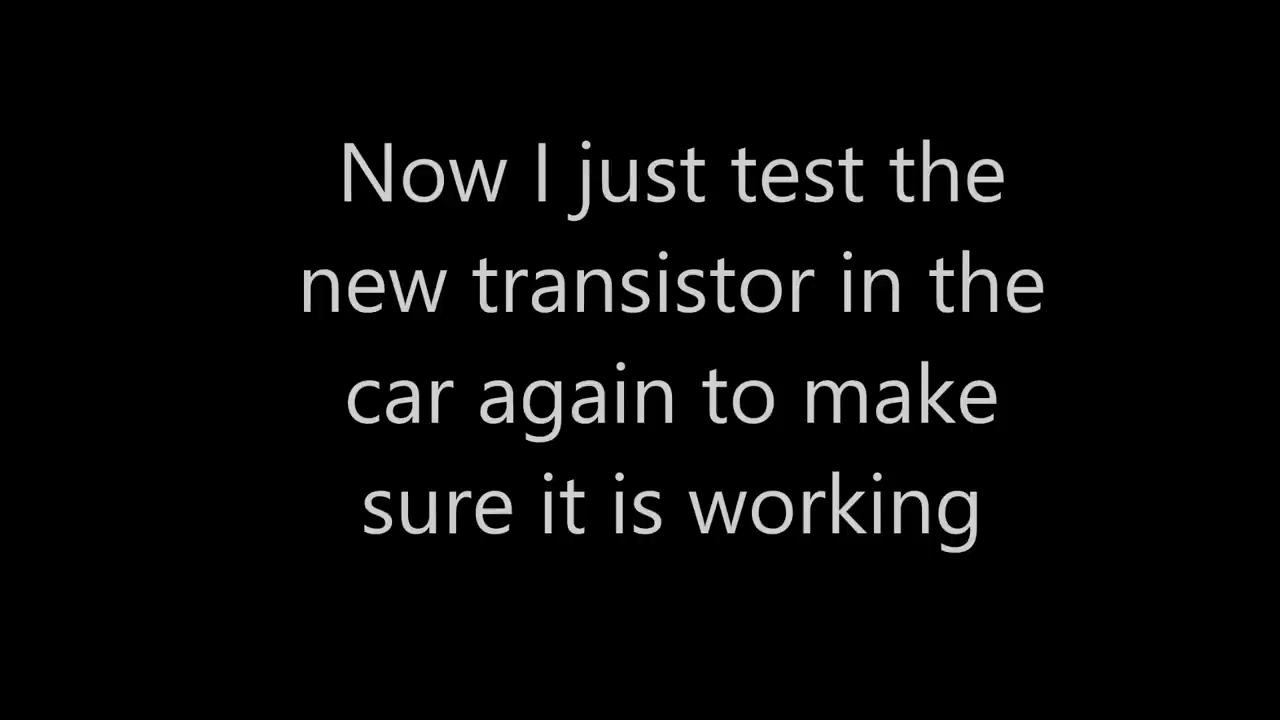 Now I just test the
new transistor in the
car again to make
sure it is working